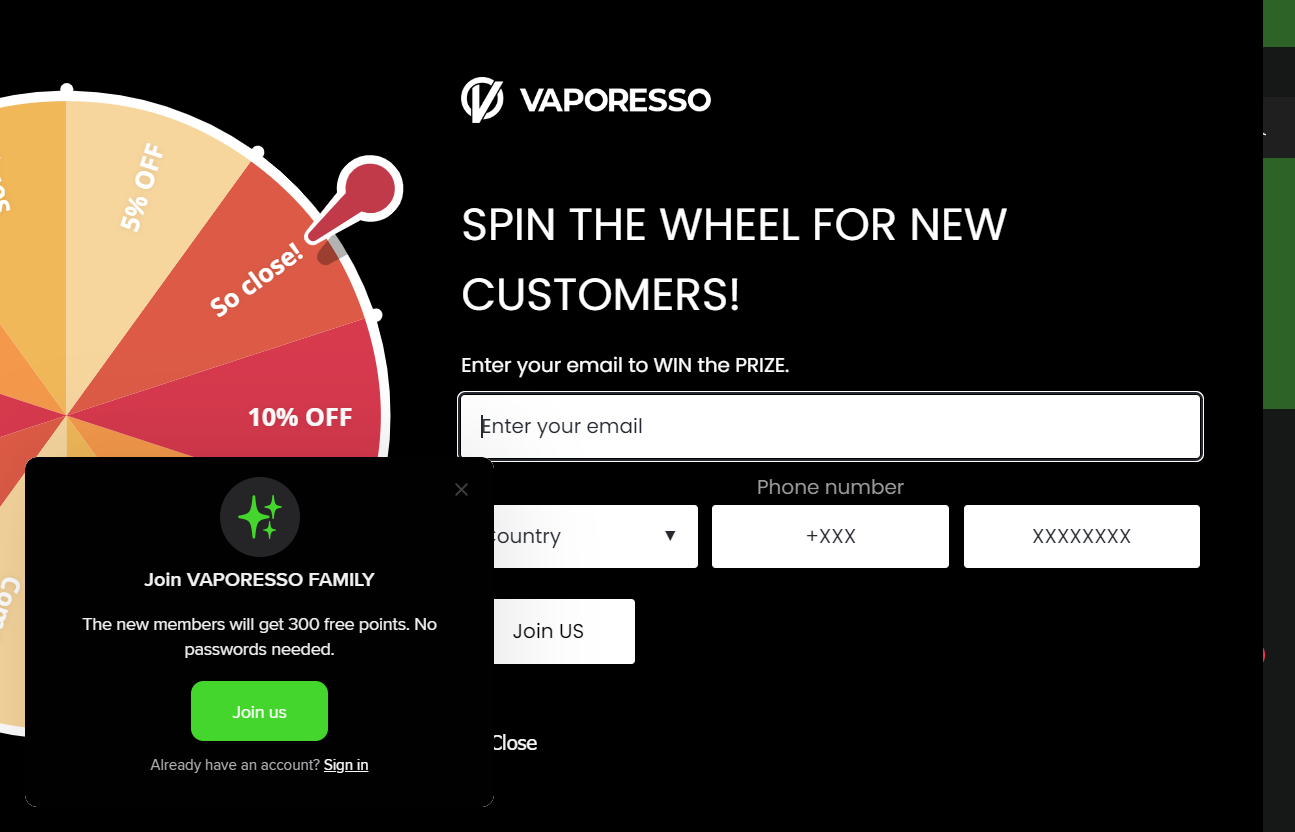 VAPORESSO
SPIN THE WHEEL FOR NEW
CUSTOMERS!
Enter your email to WIN the PRIZE.
Enter your email
Phone number
Country
+XXX
XXXXXXXX
Join US
Close
5% OFF
So close!
10% OFF
Join VAPORESSO FAMILY
The new members will get 300 free points. No
passwords needed.
Join us
Already have an account? Sign in